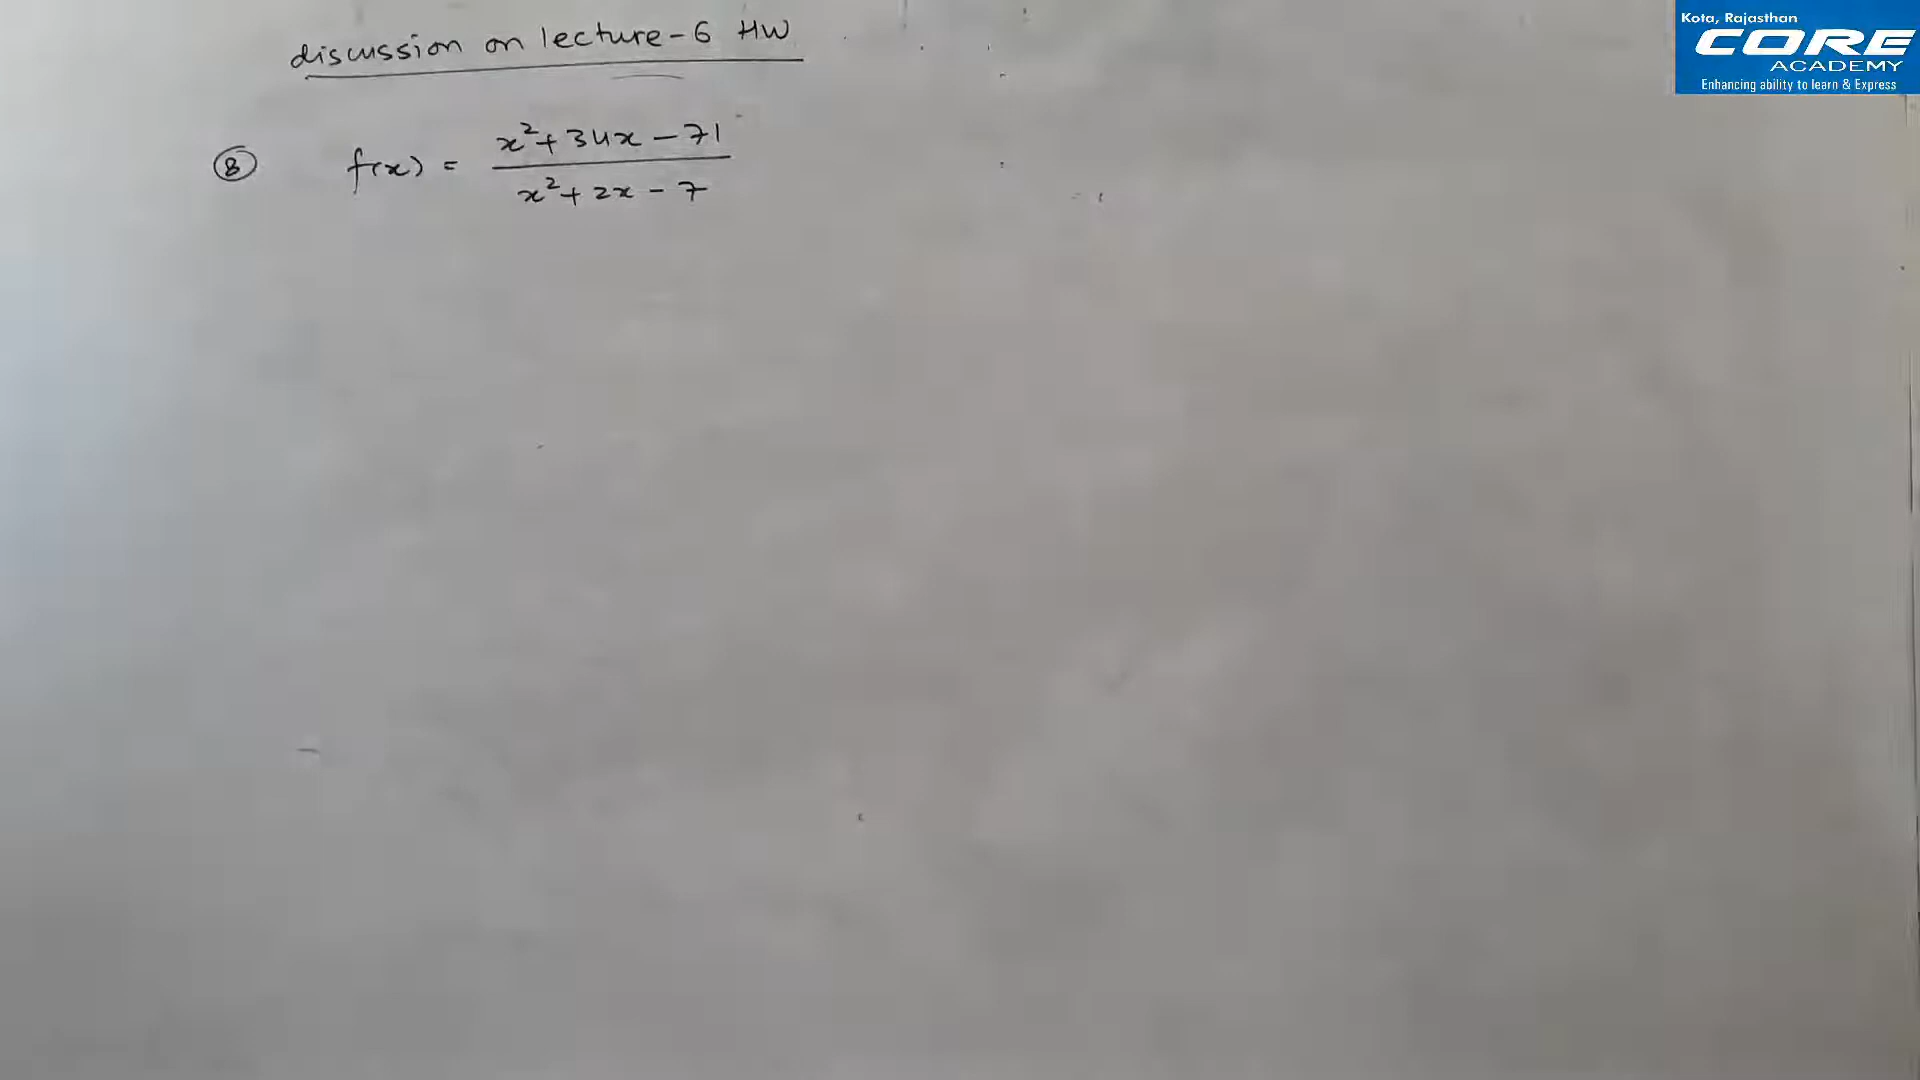 discussion on lecture-6 HW
Kota, Rajasthan
CORE
ACADEMY
Enhancing ability to learn & Express
⑧ f(x) = x²+34x-71 / x²+2x-7